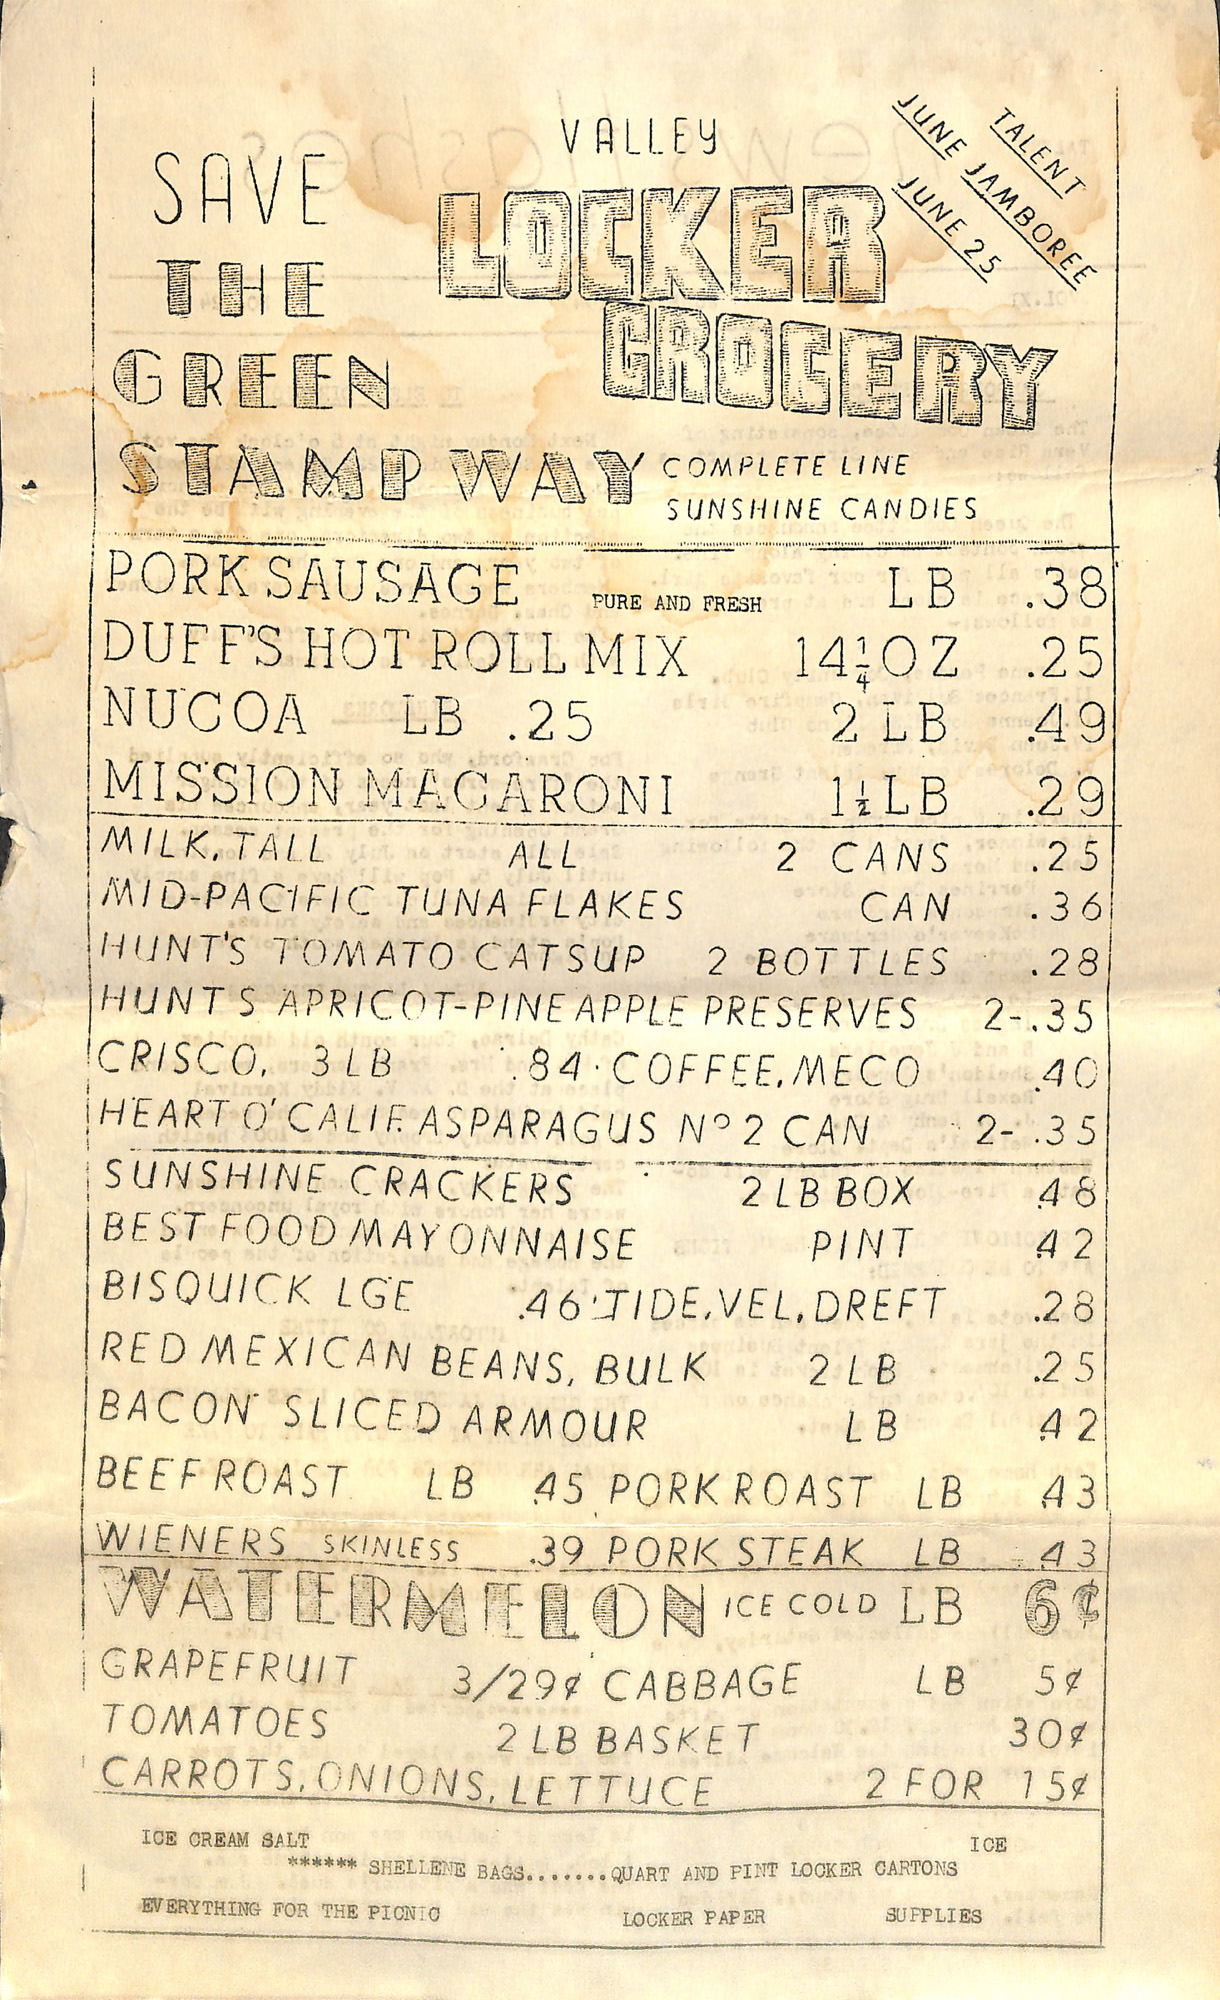 VALLEY
LOCKER
GROCERY
TALENT
JUNE JAMBOREE
JUNE 25
SAVE
THE
GREEN
STAMP WAY
COMPLETE LINE
SUNSHINE CANDIES
PORK SAUSAGE PURE AND FRESH LB .38
DUFF'S HOT ROLL MIX 14¼ OZ .25
NUCOA LB .25 2 LB .49
MISSION MACARONI 1½ LB .29
MILK, TALL ALL 2 CANS .25
MID-PACIFIC TUNA FLAKES CAN .36
HUNT'S TOMATO CATSUP 2 BOTTLES .28
HUNTS APRICOT-PINEAPPLE PRESERVES 2-.35
CRISCO, 3 LB .84 COFFEE, MECO .40
HEART O' CALIF. ASPARAGUS Nº 2 CAN 2-.35
SUNSHINE CRACKERS 2 LB BOX .48
BEST FOOD MAYONNAISE PINT .42
BISQUICK LGE .46 TIDE, VEL, DREFT .28
RED MEXICAN BEANS, BULK 2 LB .25
BACON SLICED ARMOUR LB .42
BEEF ROAST LB .45 PORK ROAST LB .43
WIENERS SKINLESS .39 PORK STEAK LB .43
WATERMELON ICE COLD LB 6¢
GRAPEFRUIT 3/29¢ CABBAGE LB 5¢
TOMATOES 2 LB BASKET 30¢
CARROTS, ONIONS, LETTUCE 2 FOR 15¢
ICE CREAM SALT ICE
****** SHELLENE BAGS.......QUART AND PINT LOCKER CARTONS
EVERYTHING FOR THE PICNIC LOCKER PAPER SUPPLIES